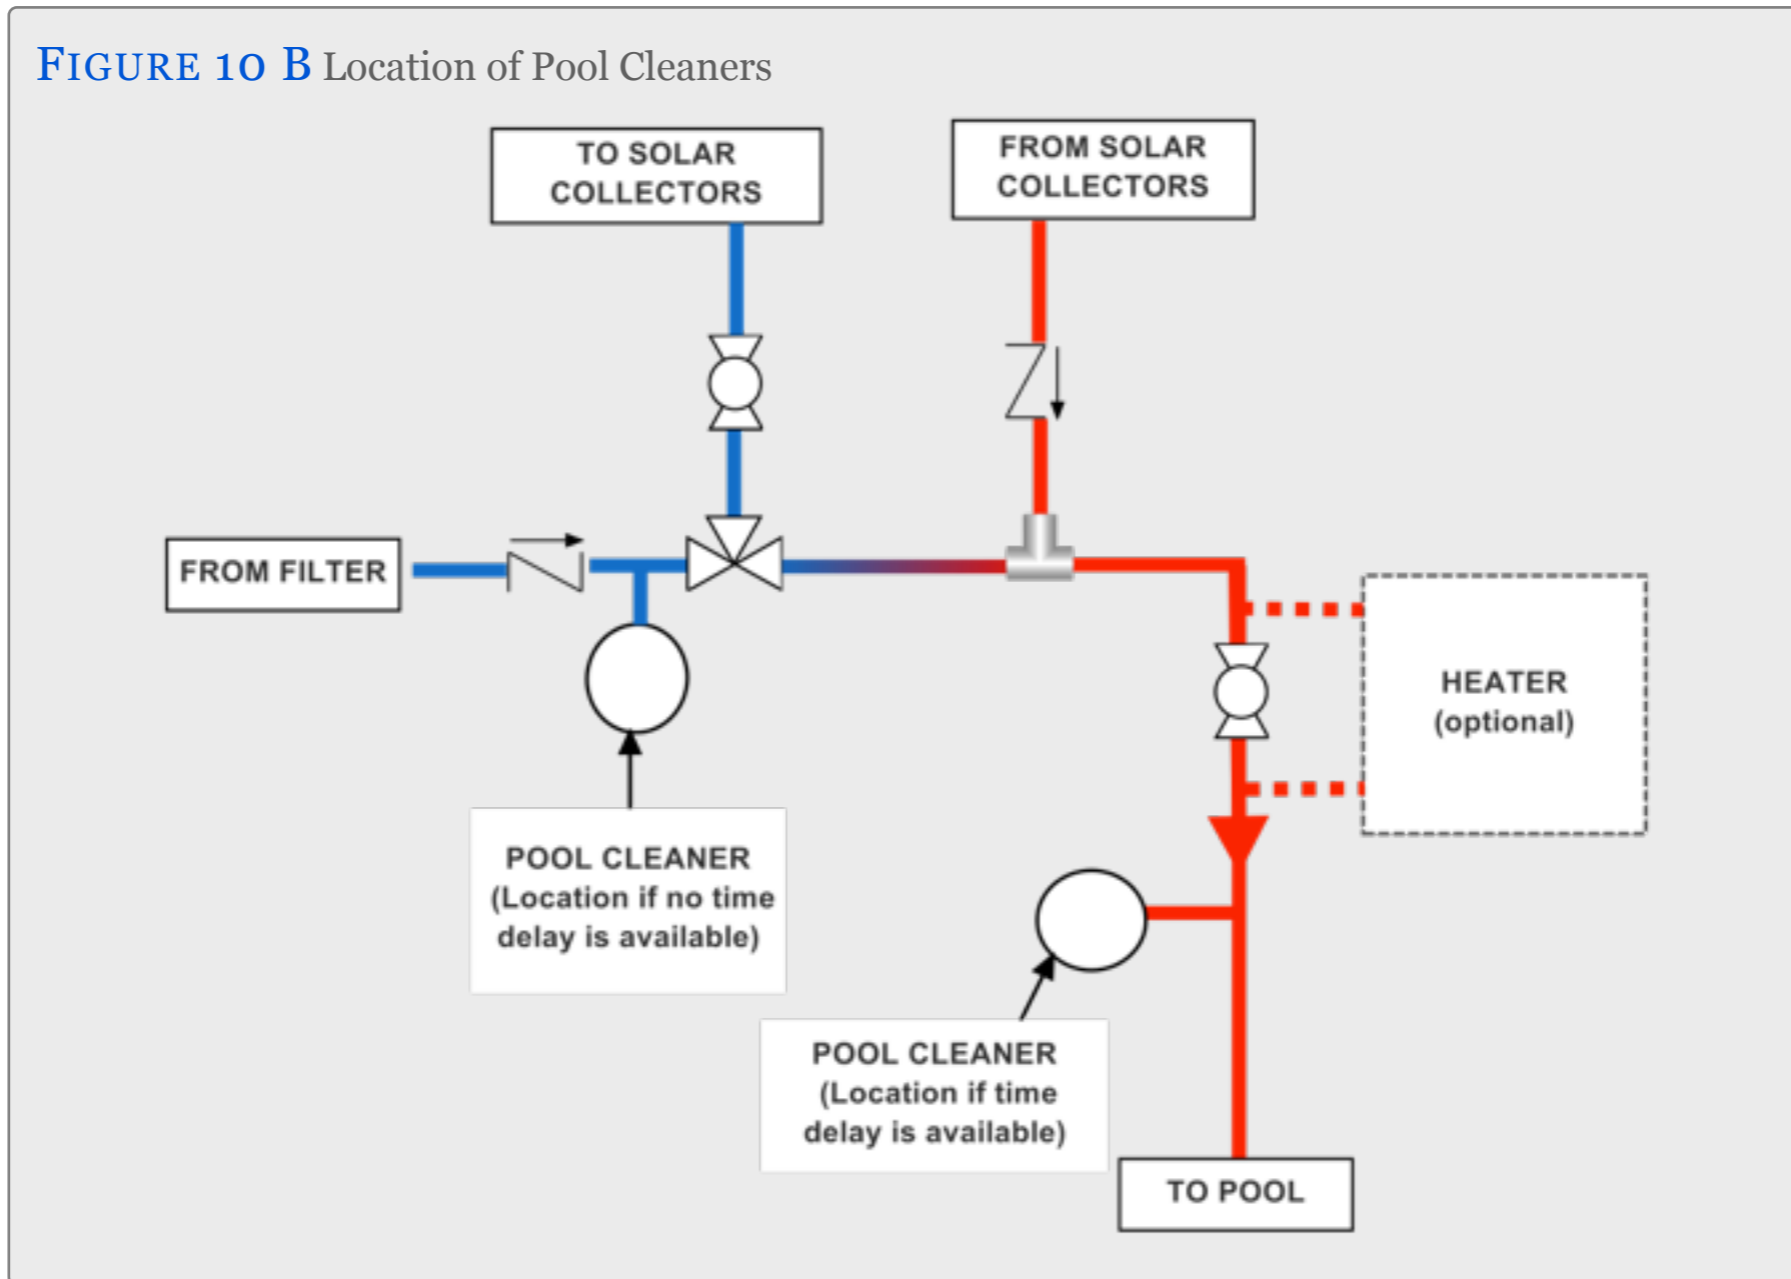 FIGURE 10 B Location of Pool Cleaners
TO SOLAR
COLLECTORS
FROM SOLAR
COLLECTORS
FROM FILTER
HEATER
(optional)
POOL CLEANER
(Location if no time
delay is available)
POOL CLEANER
(Location if time
delay is available)
TO POOL